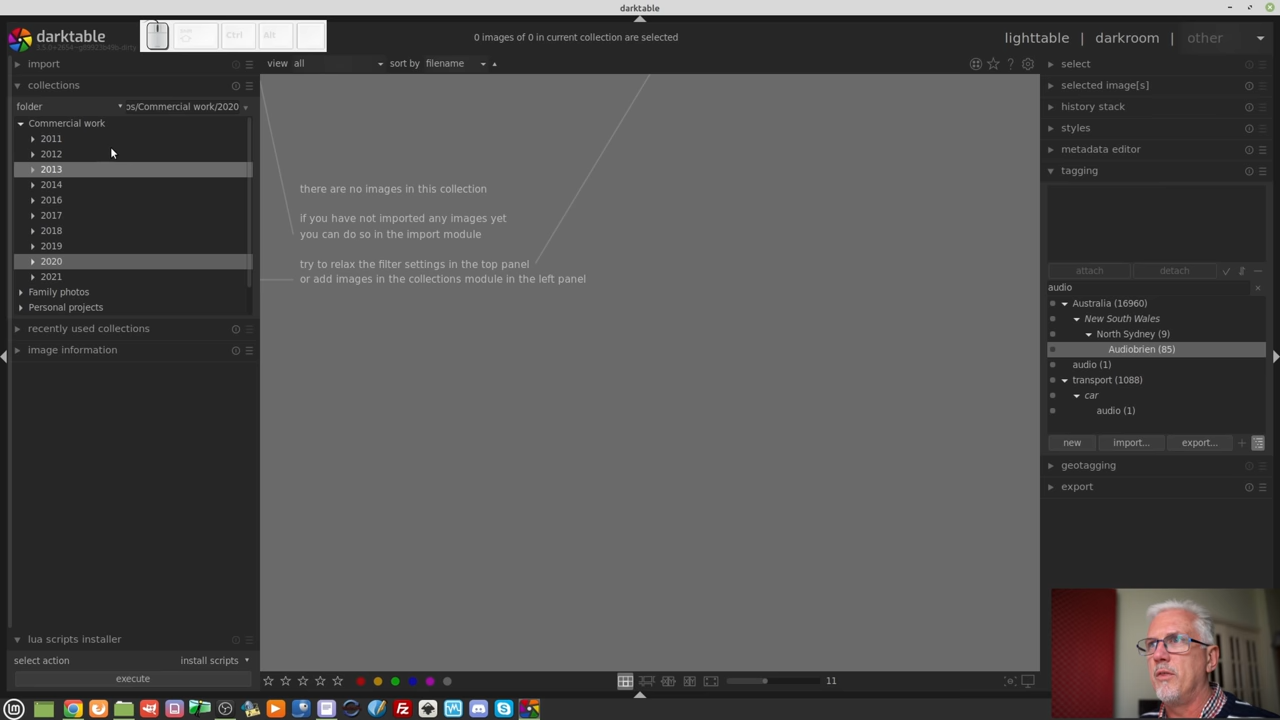 darktable
darktable
Ctrl Alt
0 images of 0 in current collection are selected
lighttable | darkroom | other
import
view all sort by filename
select
collections
selected image[s]
folder os/Commercial work/2020
history stack
Commercial work
2011
styles
2012
metadata editor
2013
tagging
2014
2016
2017
2018
2019
2020
2021
Family photos
Personal projects
recently used collections
image information
there are no images in this collection
if you have not imported any images yet
you can do so in the import module
try to relax the filter settings in the top panel
or add images in the collections module in the left panel
attach detach
audio
Australia (16960)
New South Wales
North Sydney (9)
Audiobrien (85)
audio (1)
transport (1088)
car
audio (1)
new import... export...
geotagging
export
lua scripts installer
select action install scripts
execute
11